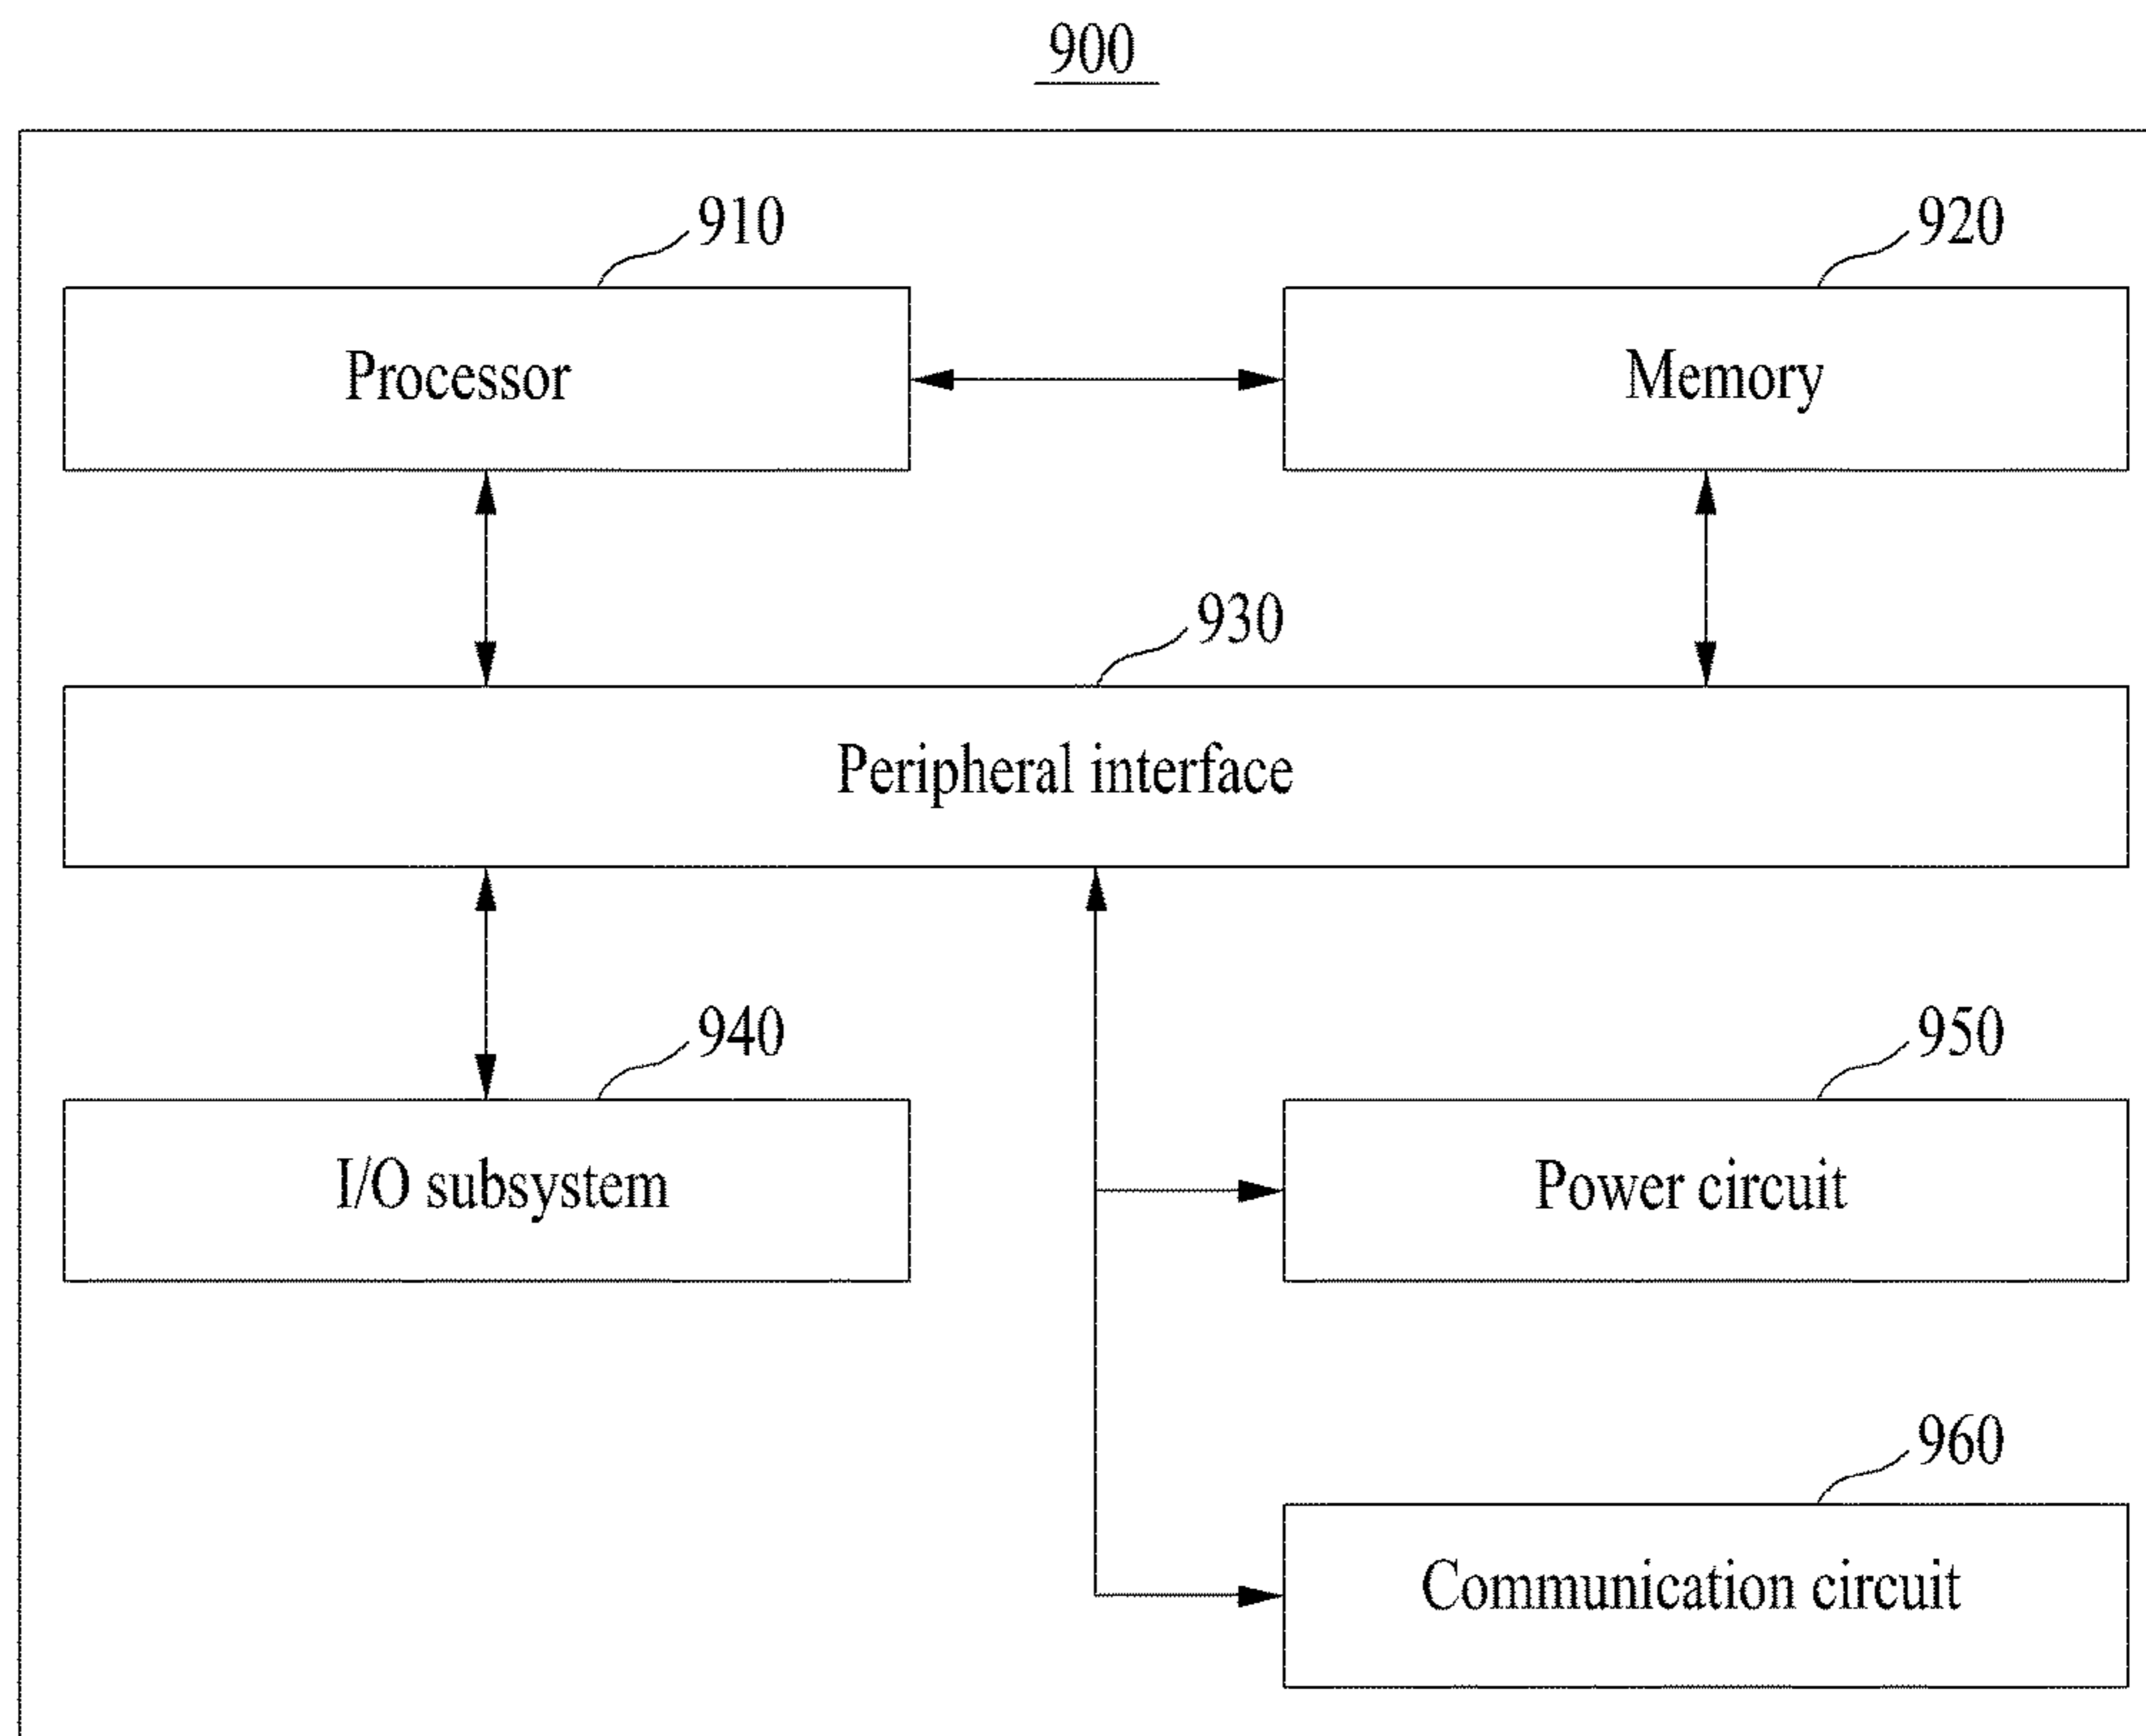 900
910
920
Processor
Memory
930
Peripheral interface
940
950
I/O subsystem
Power circuit
960
Communication circuit